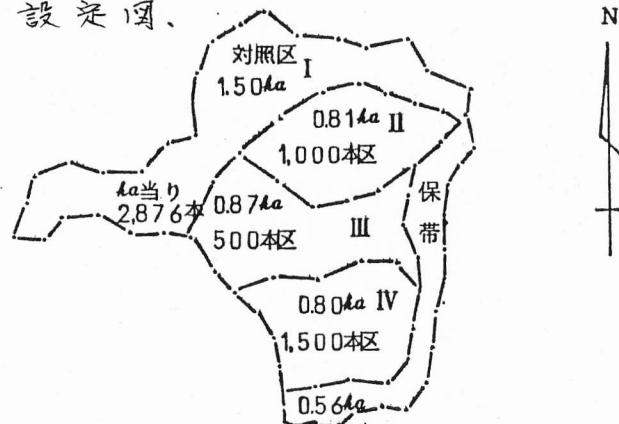 設定図、
N
対照区 I
1.50ha
0.81ha II
1,000本区
ha当り
2,876本
0.87ha
500本区
III
保
帯
0.80ha IV
1,500本区
0.56ha